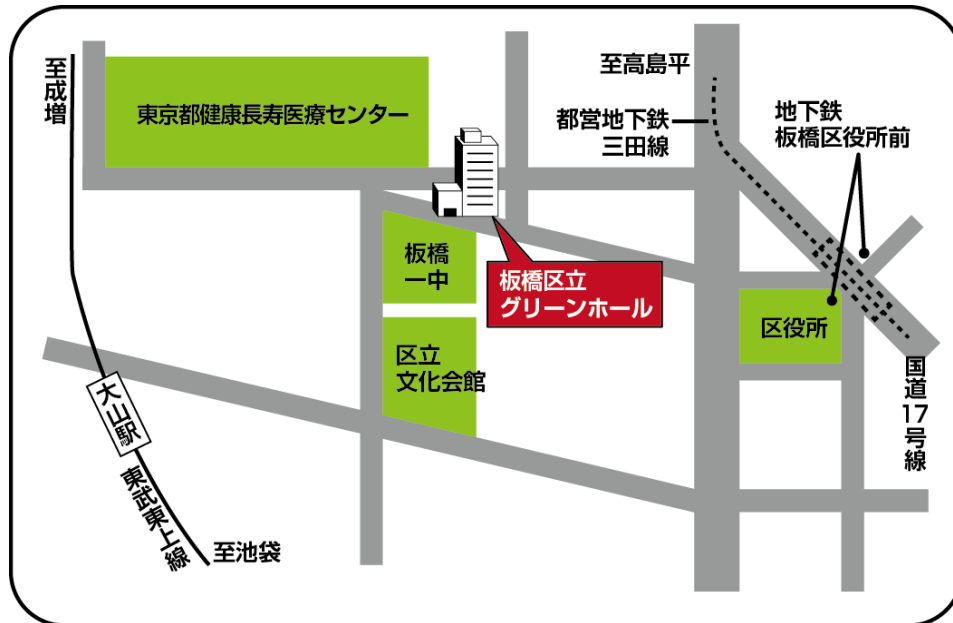 至成増
東京都健康長寿医療センター
至高島平
都営地下鉄
三田線
地下鉄
板橋区役所前
板橋
一中
板橋区立
グリーンホール
区立
文化会館
区役所
国道17号線
大山駅
東武東上線
至池袋